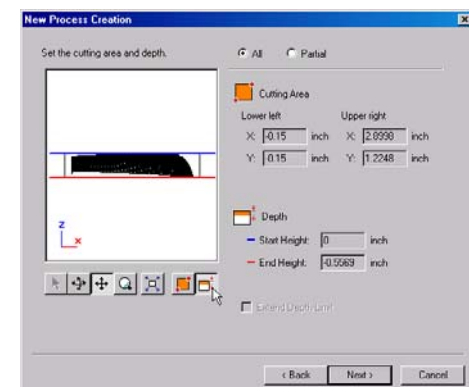 New Process Creation
Set the cutting area and depth.
All Partial
Cutting Area
Lower left Upper right
X: -0.15 inch X: 2.8998 inch
Y: 0.15 inch Y: 1.2248 inch
Depth
Start Height: 0 inch
End Height: -0.5569 inch
Extend Depth Limit
z
x
< Back Next > Cancel